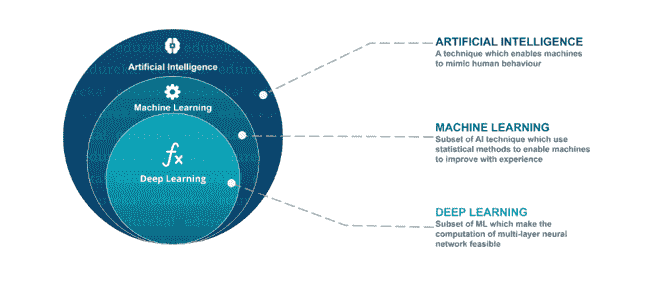 Artificial Intelligence
Machine Learning
fx
Deep Learning
ARTIFICIAL INTELLIGENCE
A technique which enables machines
to mimic human behaviour
MACHINE LEARNING
Subset of AI technique which use
statistical methods to enable machines
to improve with experience
DEEP LEARNING
Subset of ML which make the
computation of multi-layer neural
network feasible